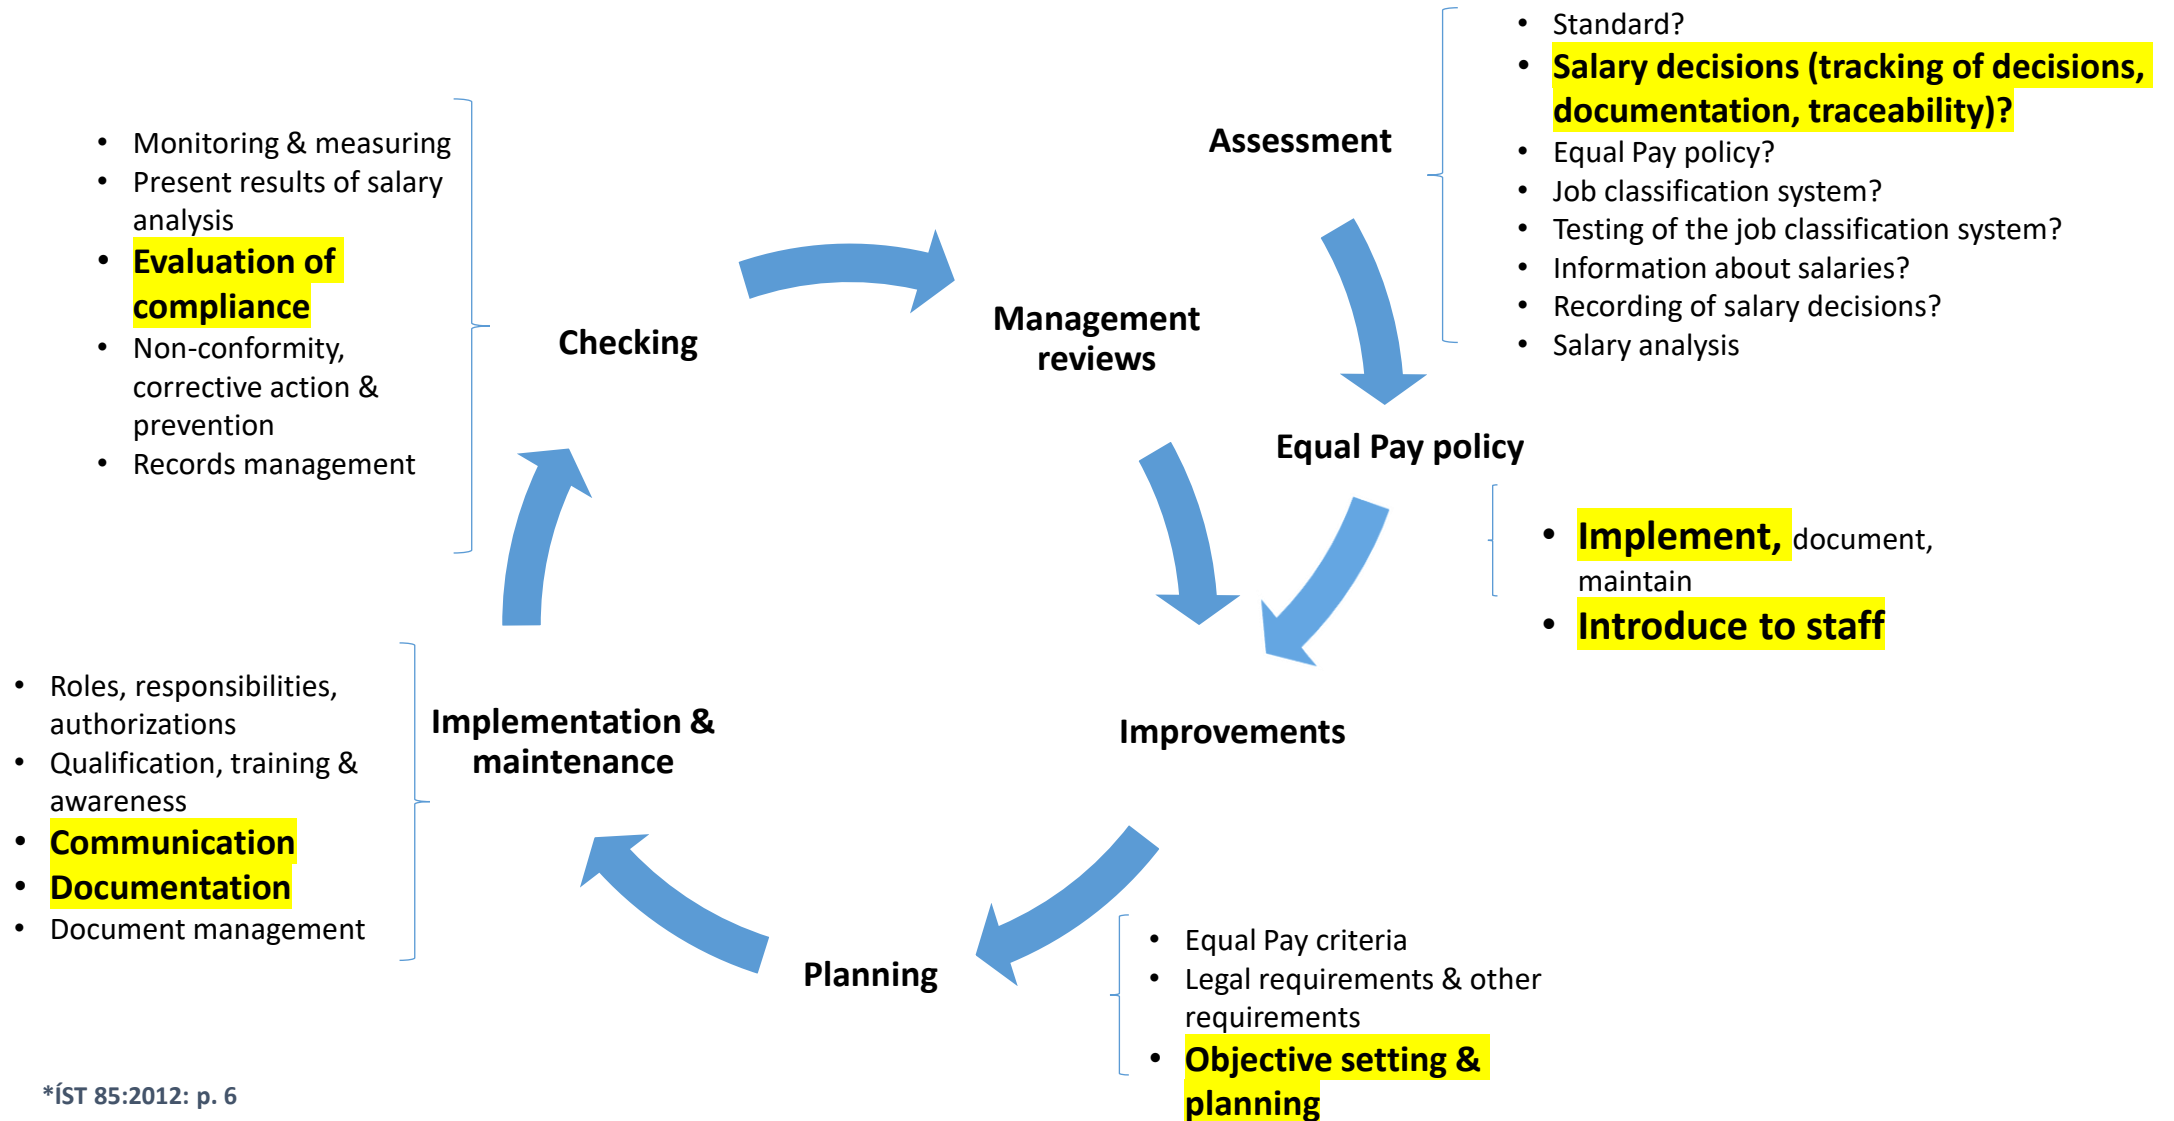 Assessment
• Standard?
• Salary decisions (tracking of decisions,
documentation, traceability)?
• Equal Pay policy?
• Job classification system?
• Testing of the job classification system?
• Information about salaries?
• Recording of salary decisions?
• Salary analysis
Equal Pay policy
• Implement, document,
maintain
• Introduce to staff
Management
reviews
Improvements
Planning
• Equal Pay criteria
• Legal requirements & other
requirements
• Objective setting &
planning
Implementation &
maintenance
• Roles, responsibilities,
authorizations
• Qualification, training &
awareness
• Communication
• Documentation
• Document management
Checking
• Monitoring & measuring
• Present results of salary
analysis
• Evaluation of
compliance
• Non-conformity,
corrective action &
prevention
• Records management
*ÍST 85:2012: p. 6